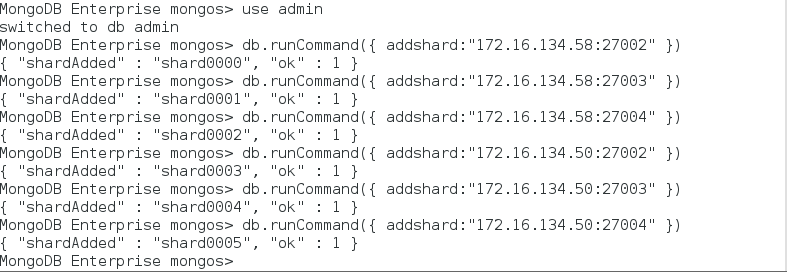 MongoDB Enterprise mongos> use admin
switched to db admin
MongoDB Enterprise mongos> db.runCommand({ addshard:"172.16.134.58:27002" })
{ "shardAdded" : "shard0000", "ok" : 1 }
MongoDB Enterprise mongos> db.runCommand({ addshard:"172.16.134.58:27003" })
{ "shardAdded" : "shard0001", "ok" : 1 }
MongoDB Enterprise mongos> db.runCommand({ addshard:"172.16.134.58:27004" })
{ "shardAdded" : "shard0002", "ok" : 1 }
MongoDB Enterprise mongos> db.runCommand({ addshard:"172.16.134.50:27002" })
{ "shardAdded" : "shard0003", "ok" : 1 }
MongoDB Enterprise mongos> db.runCommand({ addshard:"172.16.134.50:27003" })
{ "shardAdded" : "shard0004", "ok" : 1 }
MongoDB Enterprise mongos> db.runCommand({ addshard:"172.16.134.50:27004" })
{ "shardAdded" : "shard0005", "ok" : 1 }
MongoDB Enterprise mongos>